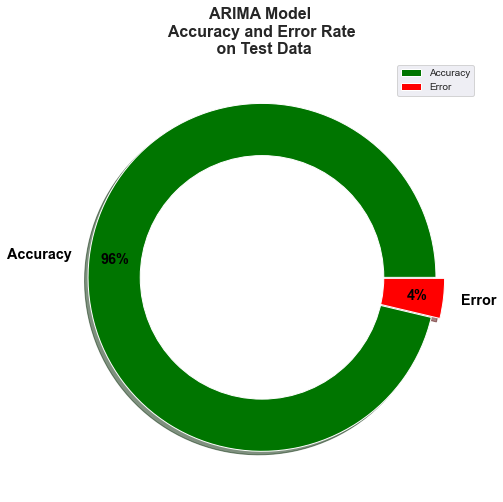 ARIMA Model
Accuracy and Error Rate
on Test Data
Accuracy
Error
Accuracy
96%
4%
Error